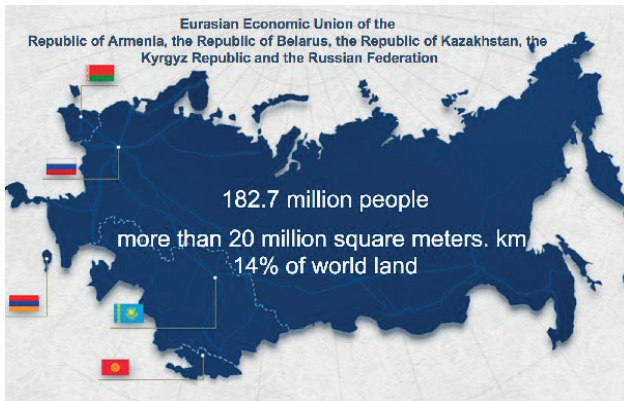 Eurasian Economic Union of the
Republic of Armenia, the Republic of Belarus, the Republic of Kazakhstan, the
Kyrgyz Republic and the Russian Federation
182.7 million people
more than 20 million square meters. km
14% of world land